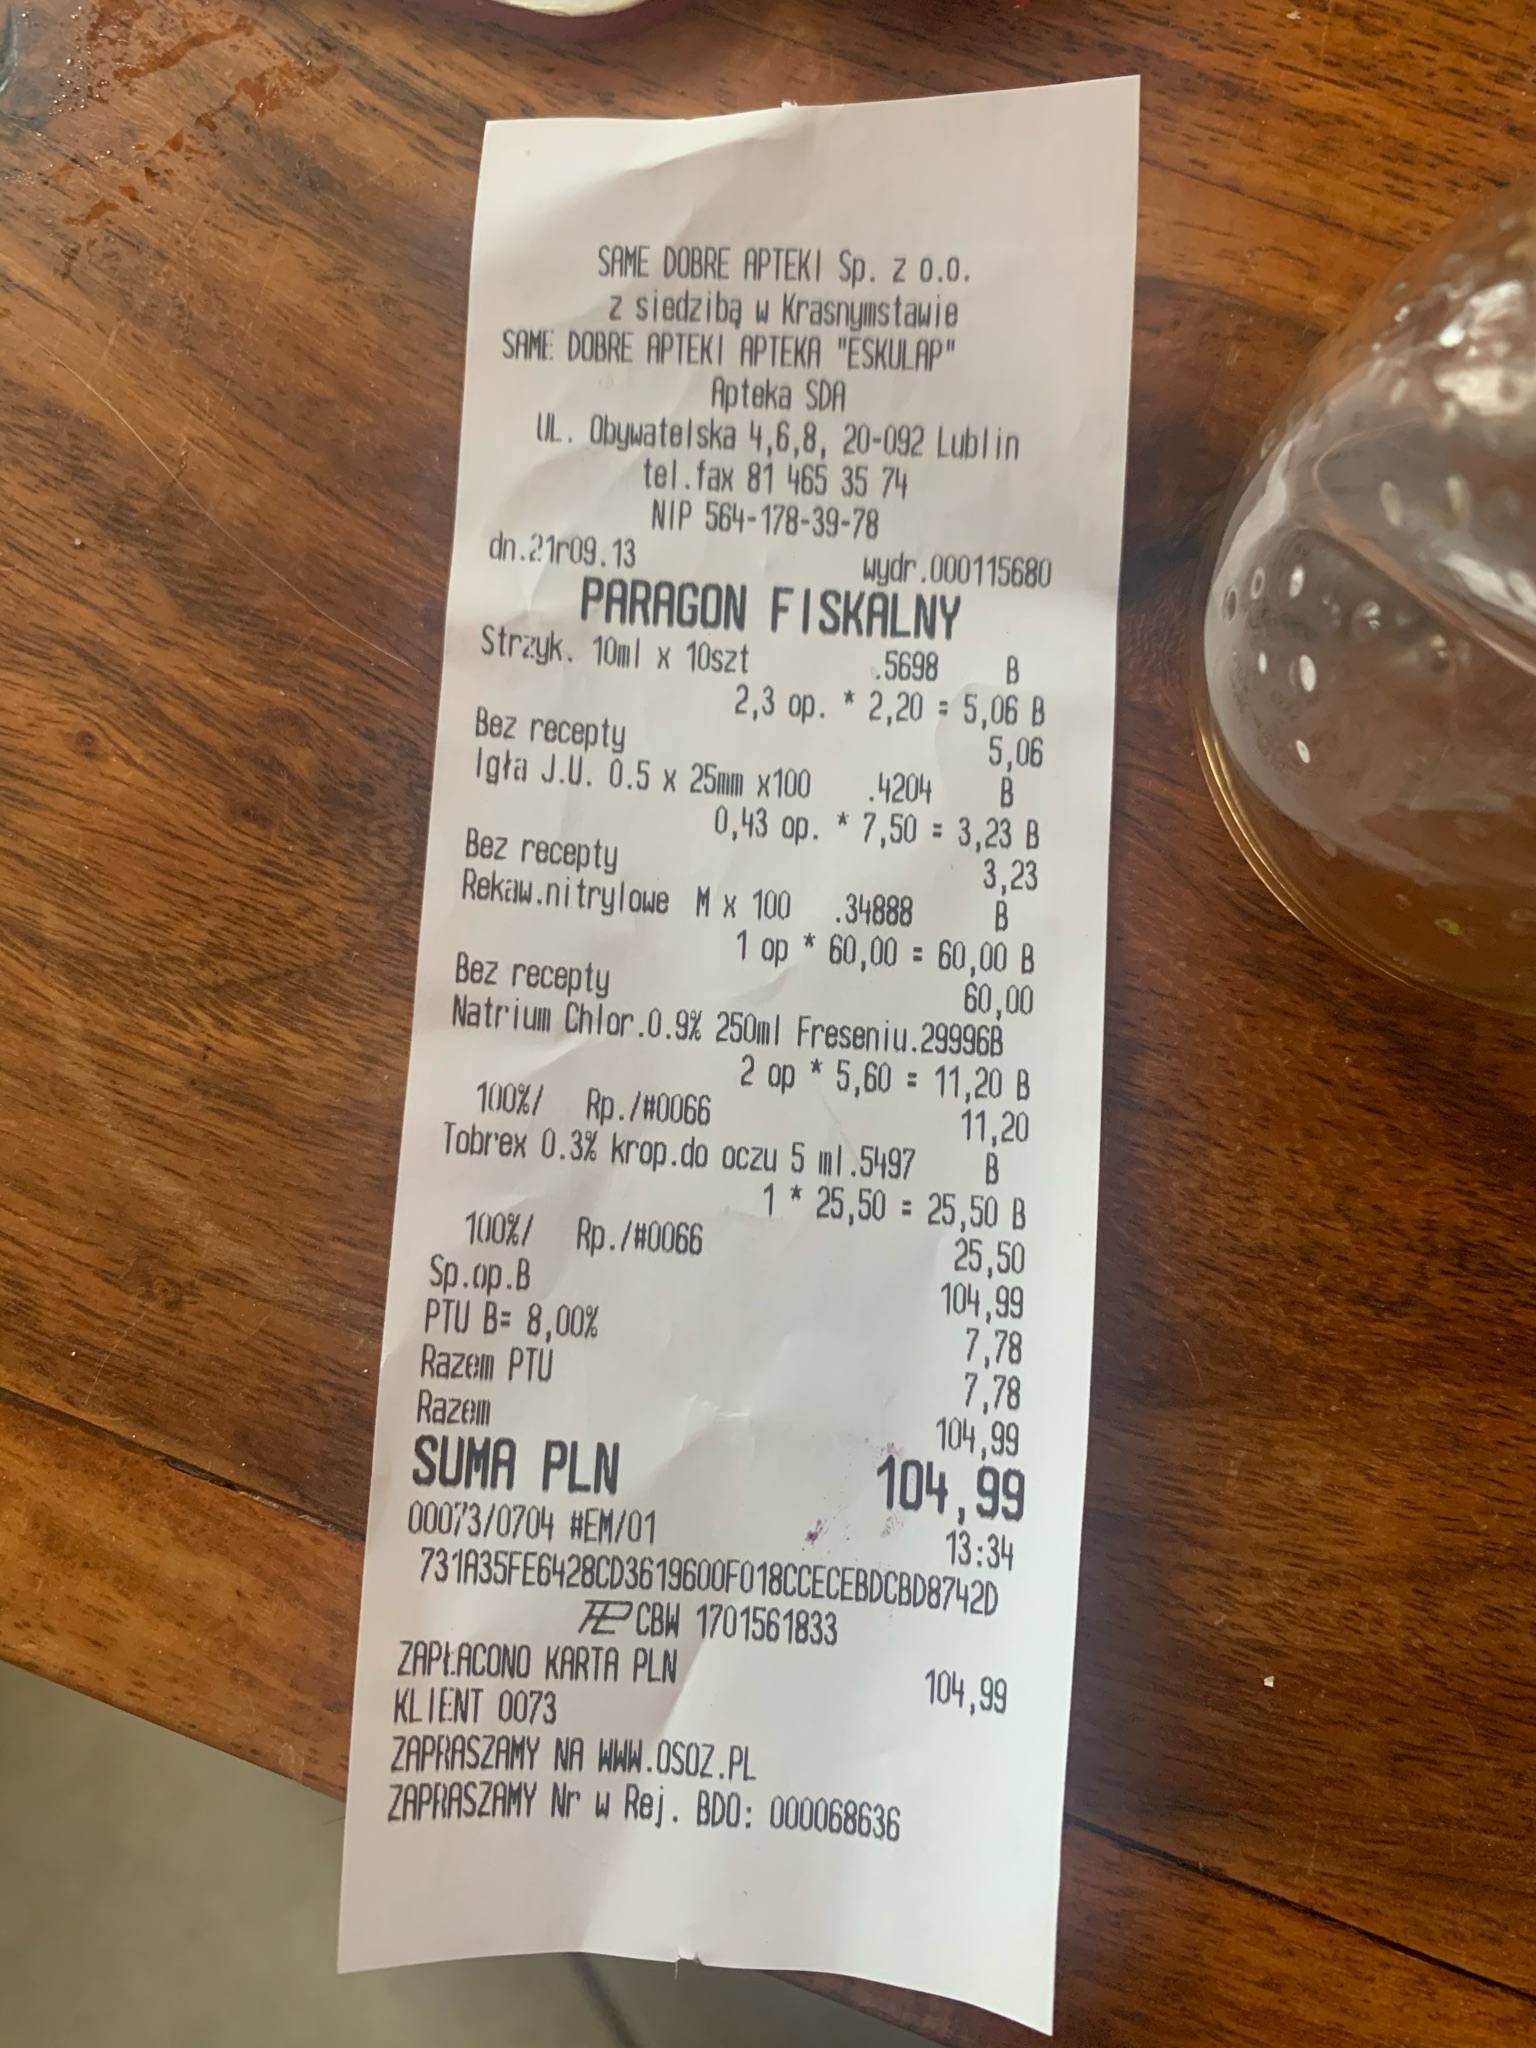 SAME DOBRE APTEKI Sp. z o.o.
z siedzibą w Krasnymstawie
SAME DOBRE APTEKI APTEKA "ESKULAP"
Apteka SDA
UL. Obywatelska 4,6,8, 20-092 Lublin
tel.fax 81 465 35 74
NIP 564-178-39-78
dn.21r09.13 wydr.000115680
PARAGON FISKALNY
Strzyk. 10ml x 10szt .5698 B
2,3 op. * 2,20 = 5,06 B
Bez recepty 5,06
Igła J.U. 0.5 x 25mm x100 .4204 B
0,43 op. * 7,50 = 3,23 B
Bez recepty 3,23
Rekaw.nitrylowe M x 100 .34888 B
1 op * 60,00 = 60,00 B
Bez recepty 60,00
Natrium Chlor.0.9% 250ml Freseniu.29996B
2 op * 5,60 = 11,20 B
100%/ Rp./#0066 11,20
Tobrex 0.3% krop.do oczu 5 ml.5497 B
1 * 25,50 = 25,50 B
100%/ Rp./#0066 25,50
Sp.op.B 104,99
PTU B= 8,00% 7,78
Razem PTU 7,78
Razem 104,99
SUMA PLN 104,99
00073/0704 #EM/01 13:34
731A35FE6428CD3619600F018CCECEBDCBD8742D
CBW 1701561833
ZAPŁACONO KARTA PLN 104,99
KLIENT 0073
ZAPRASZAMY NA WWW.OSOZ.PL
ZAPRASZAMY Nr w Rej. BDO: 000068636